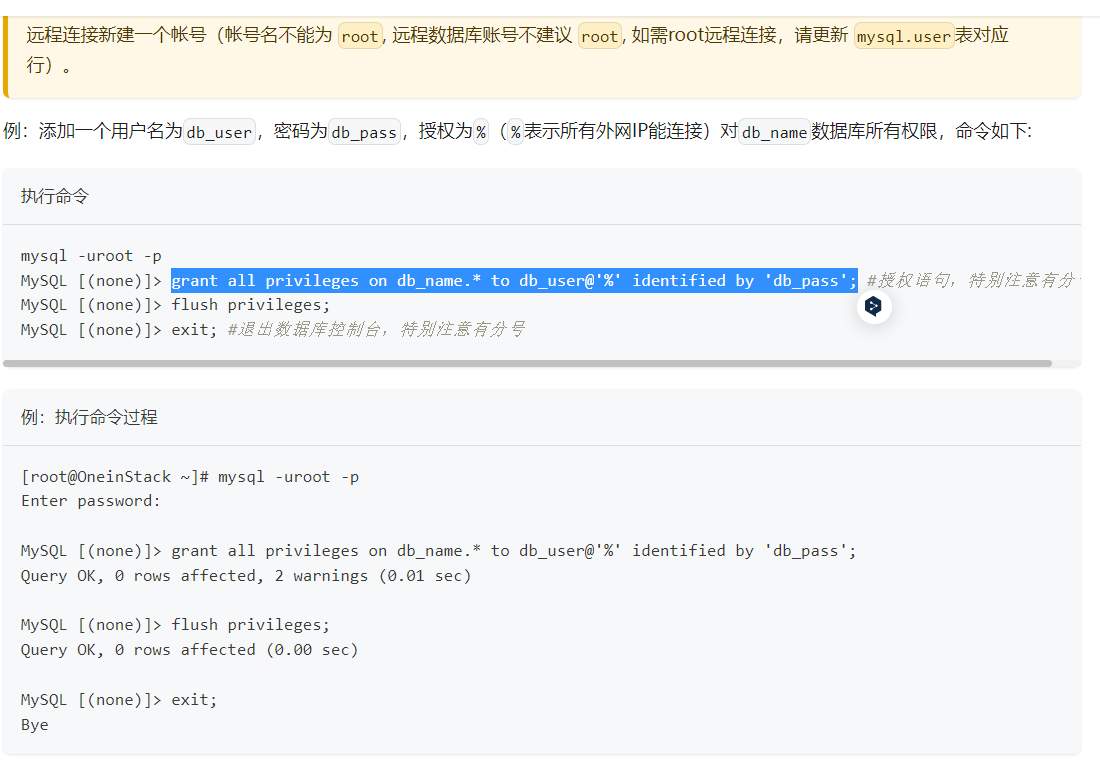 远程连接新建一个帐号（帐号名不能为 root, 远程数据库账号不建议 root, 如需root远程连接，请更新 mysql.user表对应
行）。
例：添加一个用户名为db_user，密码为db_pass，授权为%（%表示所有外网IP能连接）对db_name数据库所有权限，命令如下:
执行命令
mysql -uroot -p
MySQL [(none)]> grant all privileges on db_name.* to db_user@'%' identified by 'db_pass'; #授权语句，特别注意有分
MySQL [(none)]> flush privileges;
MySQL [(none)]> exit; #退出数据库控制台，特别注意有分号
例：执行命令过程
[root@OneinStack ~]# mysql -uroot -p
Enter password:
MySQL [(none)]> grant all privileges on db_name.* to db_user@'%' identified by 'db_pass';
Query OK, 0 rows affected, 2 warnings (0.01 sec)
MySQL [(none)]> flush privileges;
Query OK, 0 rows affected (0.00 sec)
MySQL [(none)]> exit;
Bye